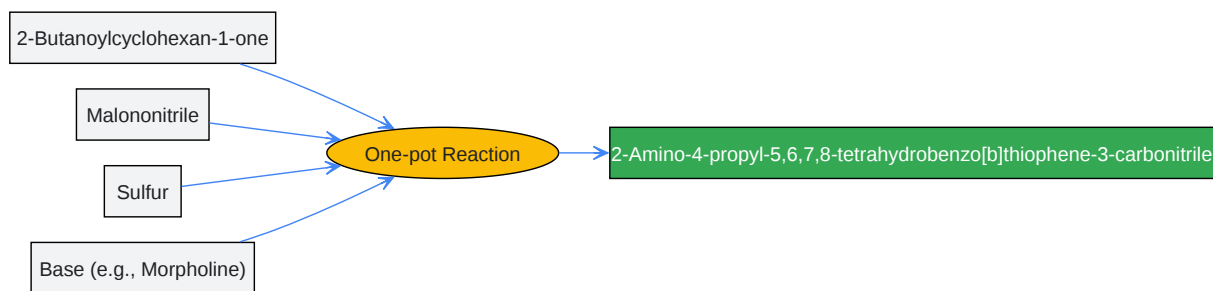 2-Butanoylcyclohexan-1-one
Malononitrile
Sulfur
Base (e.g., Morpholine)
One-pot Reaction
2-Amino-4-propyl-5,6,7,8-tetrahydrobenzo[b]thiophene-3-carbonitrile